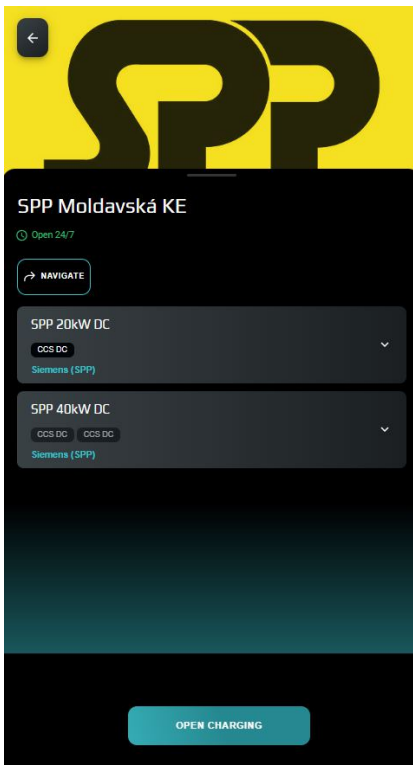 SPP
SPP Moldavská KE
Open 24/7
NAVIGATE
SPP 20kW DC
CCS DC
Siemens (SPP)
SPP 40kW DC
CCS DC CCS DC
Siemens (SPP)
OPEN CHARGING